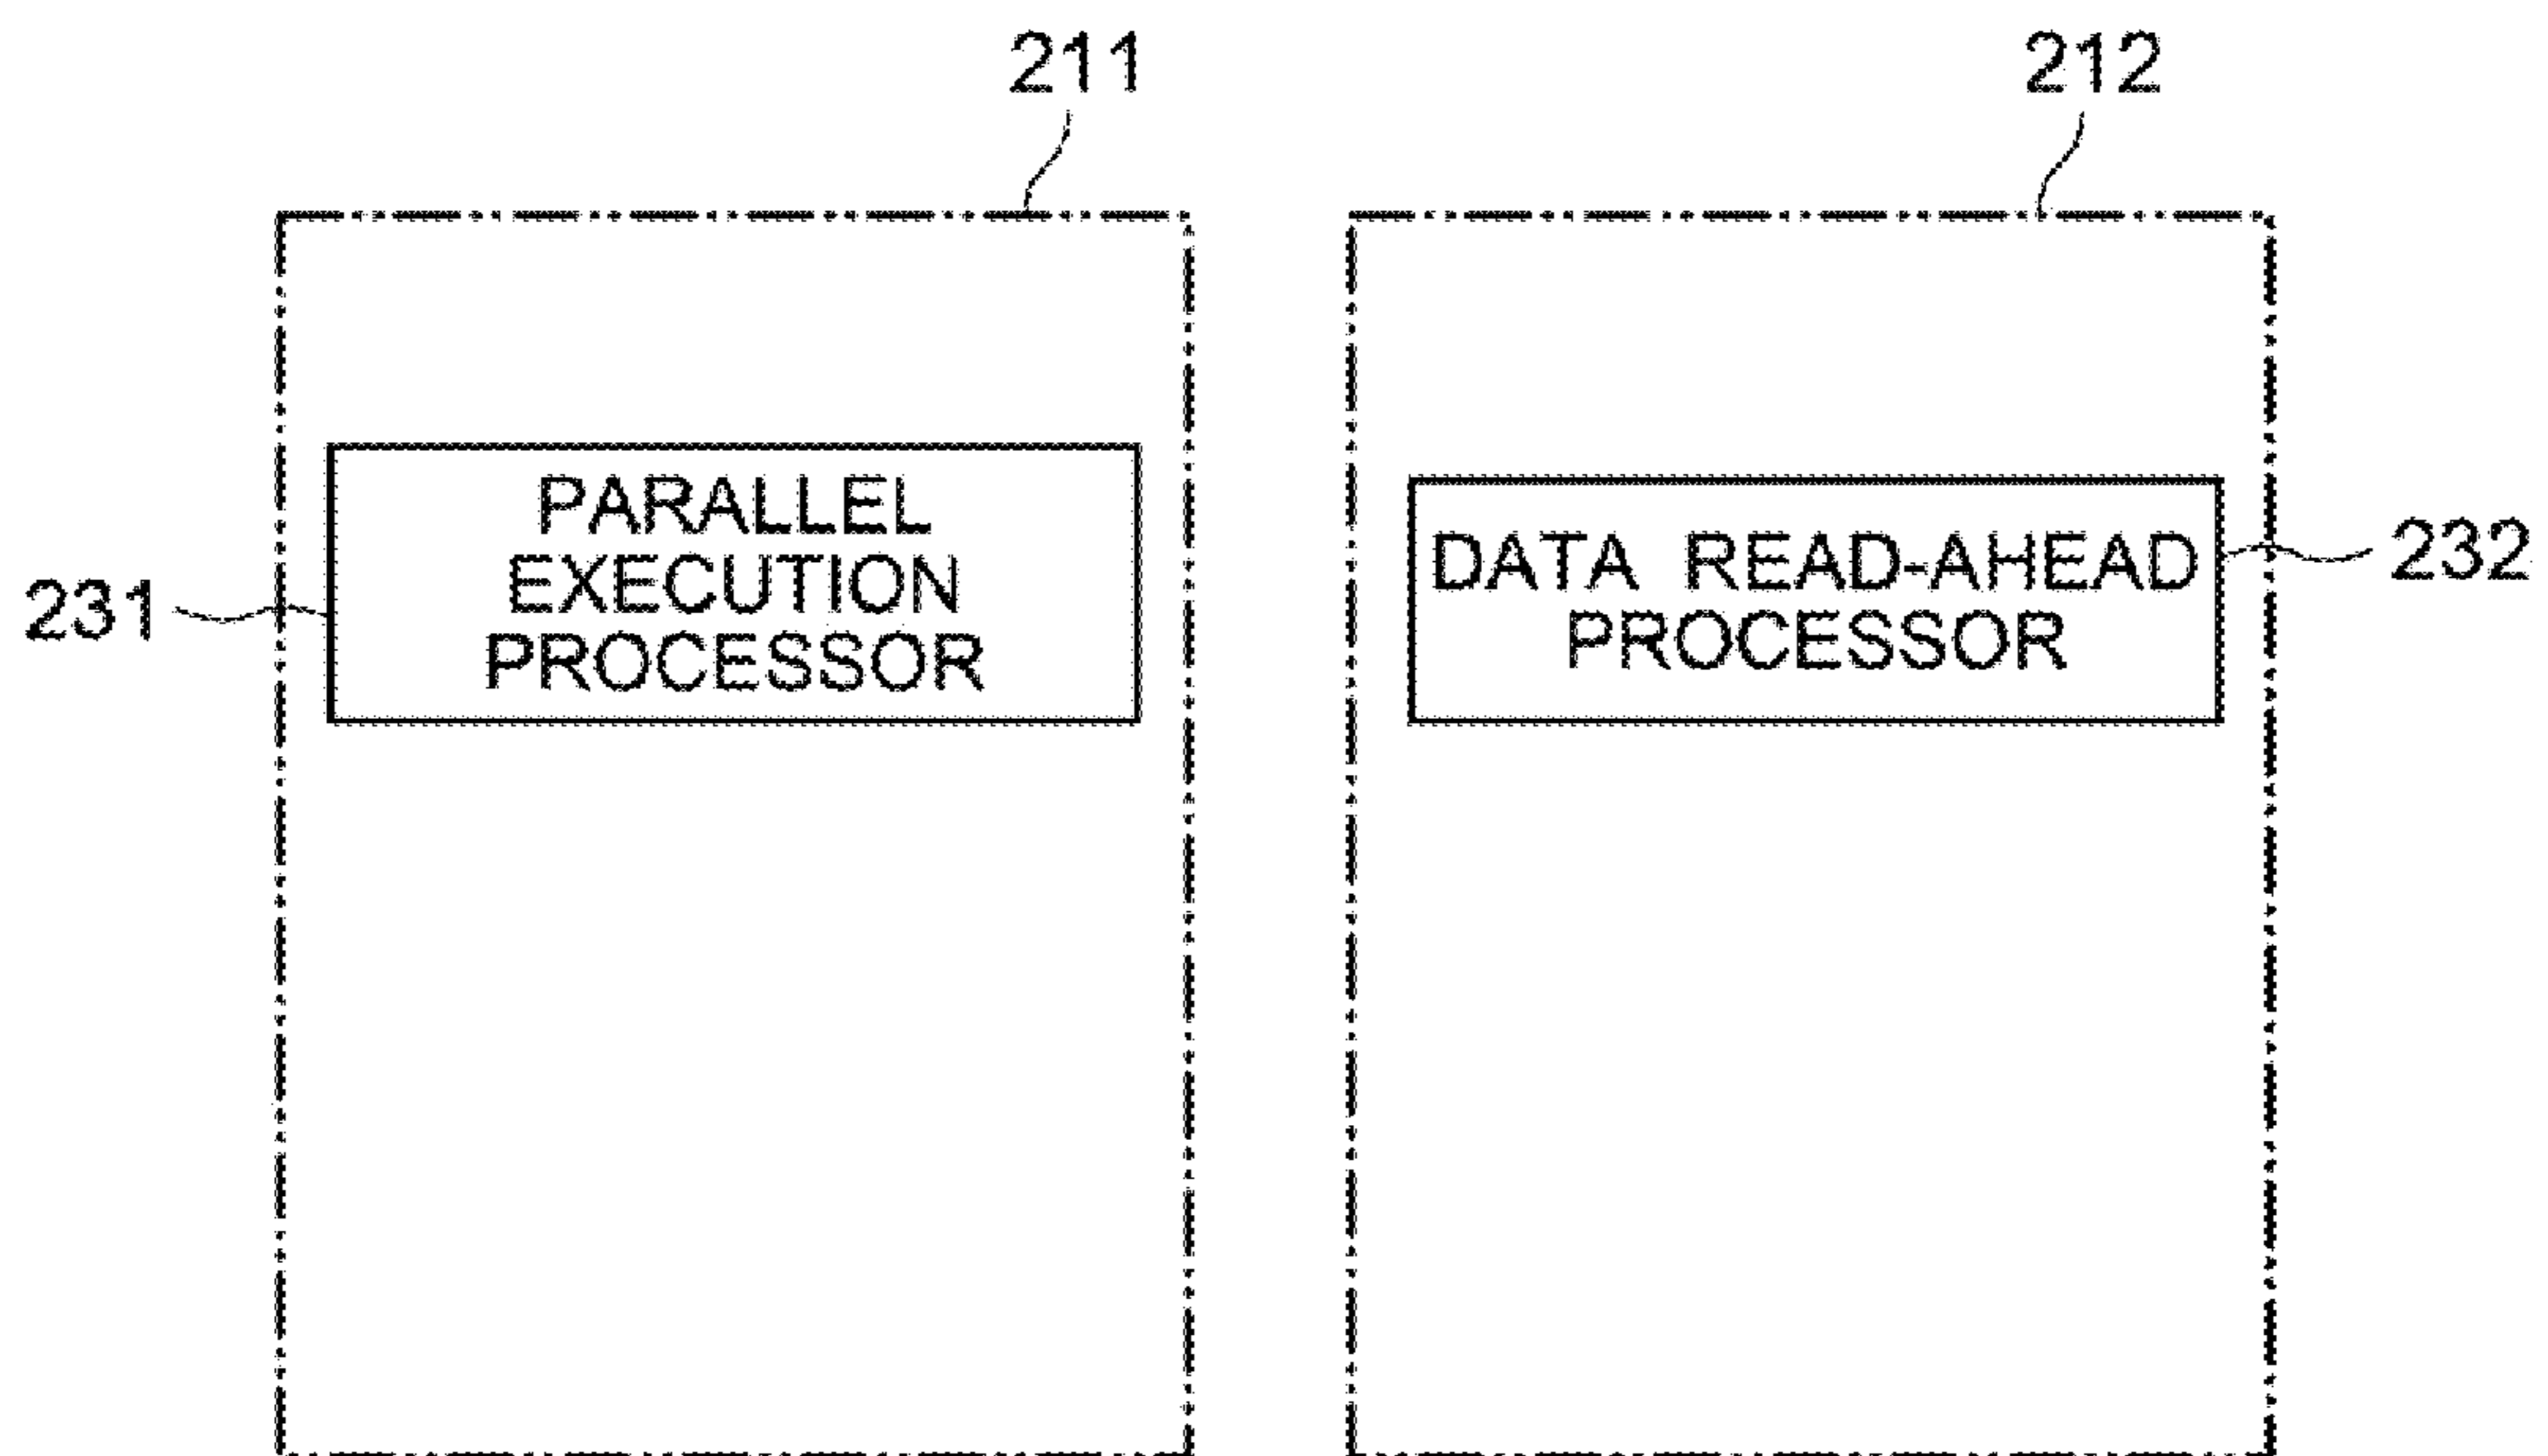 211
212
PARALLEL
EXECUTION
PROCESSOR
231
DATA READ-AHEAD
PROCESSOR
232